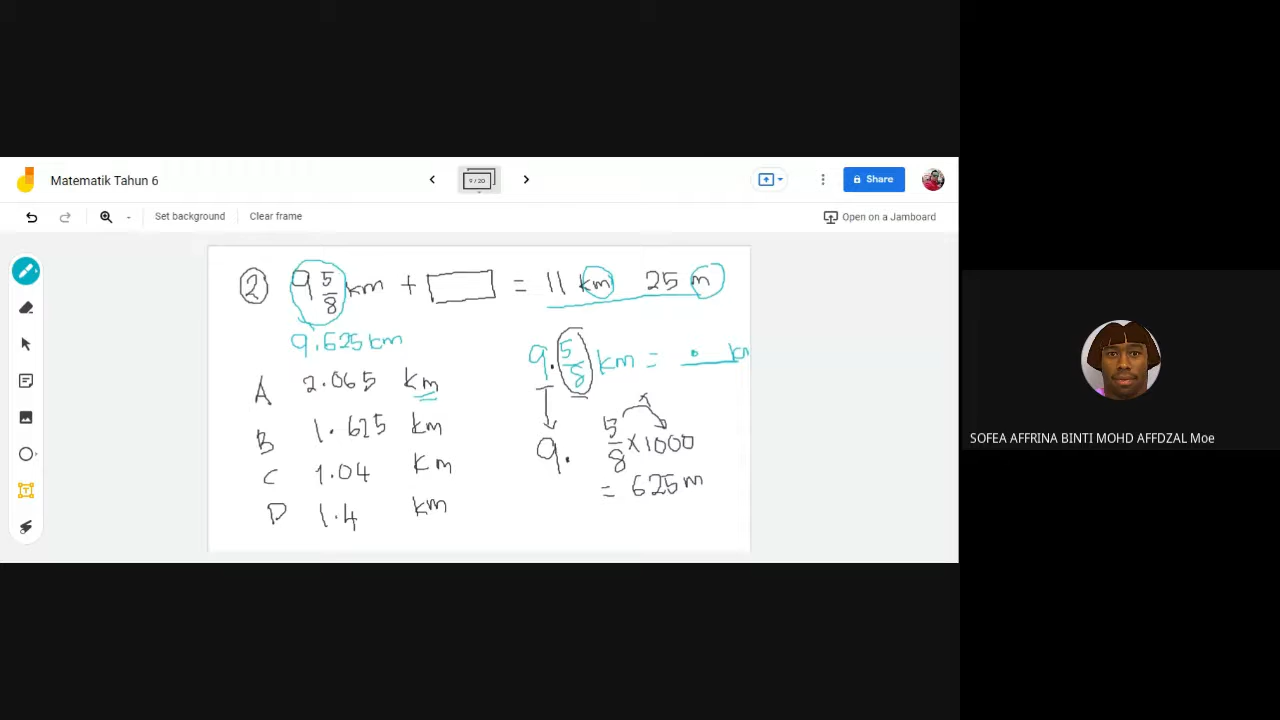 Matematik Tahun 6
9 / 20
Share
Set background
Clear frame
Open on a Jamboard
2 9 5/8 km + = 11 km 25 m
9.625 km
9. 5/8 km = . km
A 2.065 km
B 1.625 km
C 1.04 km
D 1.4 km
9.
5/8 x 1000
= 625 m
SOFEA AFFRINA BINTI MOHD AFFDZAL Moe